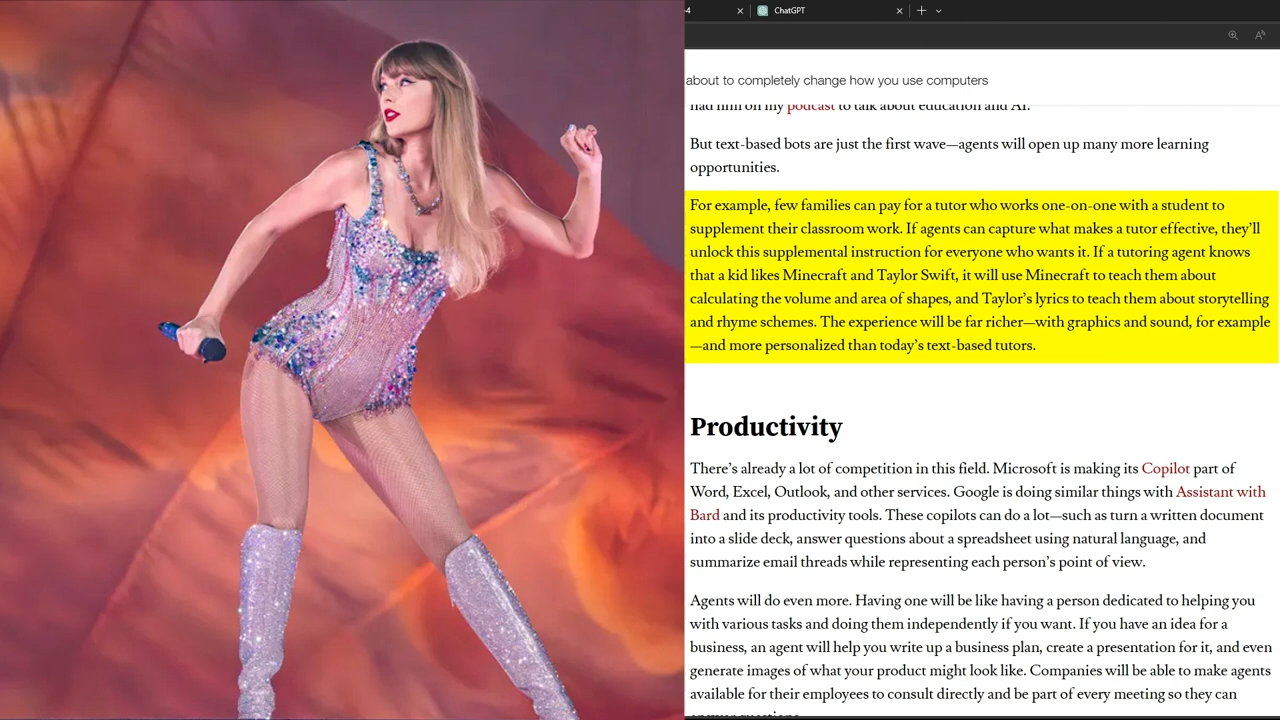 4
ChatGPT
about to completely change how you use computers
had him on my podcast to talk about education and AI.
But text-based bots are just the first wave—agents will open up many more learning
opportunities.
For example, few families can pay for a tutor who works one-on-one with a student to
supplement their classroom work. If agents can capture what makes a tutor effective, they’ll
unlock this supplemental instruction for everyone who wants it. If a tutoring agent knows
that a kid likes Minecraft and Taylor Swift, it will use Minecraft to teach them about
calculating the volume and area of shapes, and Taylor’s lyrics to teach them about storytelling
and rhyme schemes. The experience will be far richer—with graphics and sound, for example
—and more personalized than today’s text-based tutors.
Productivity
There’s already a lot of competition in this field. Microsoft is making its Copilot part of
Word, Excel, Outlook, and other services. Google is doing similar things with Assistant with
Bard and its productivity tools. These copilots can do a lot—such as turn a written document
into a slide deck, answer questions about a spreadsheet using natural language, and
summarize email threads while representing each person’s point of view.
Agents will do even more. Having one will be like having a person dedicated to helping you
with various tasks and doing them independently if you want. If you have an idea for a
business, an agent will help you write up a business plan, create a presentation for it, and even
generate images of what your product might look like. Companies will be able to make agents
available for their employees to consult directly and be part of every meeting so they can
answer questions.